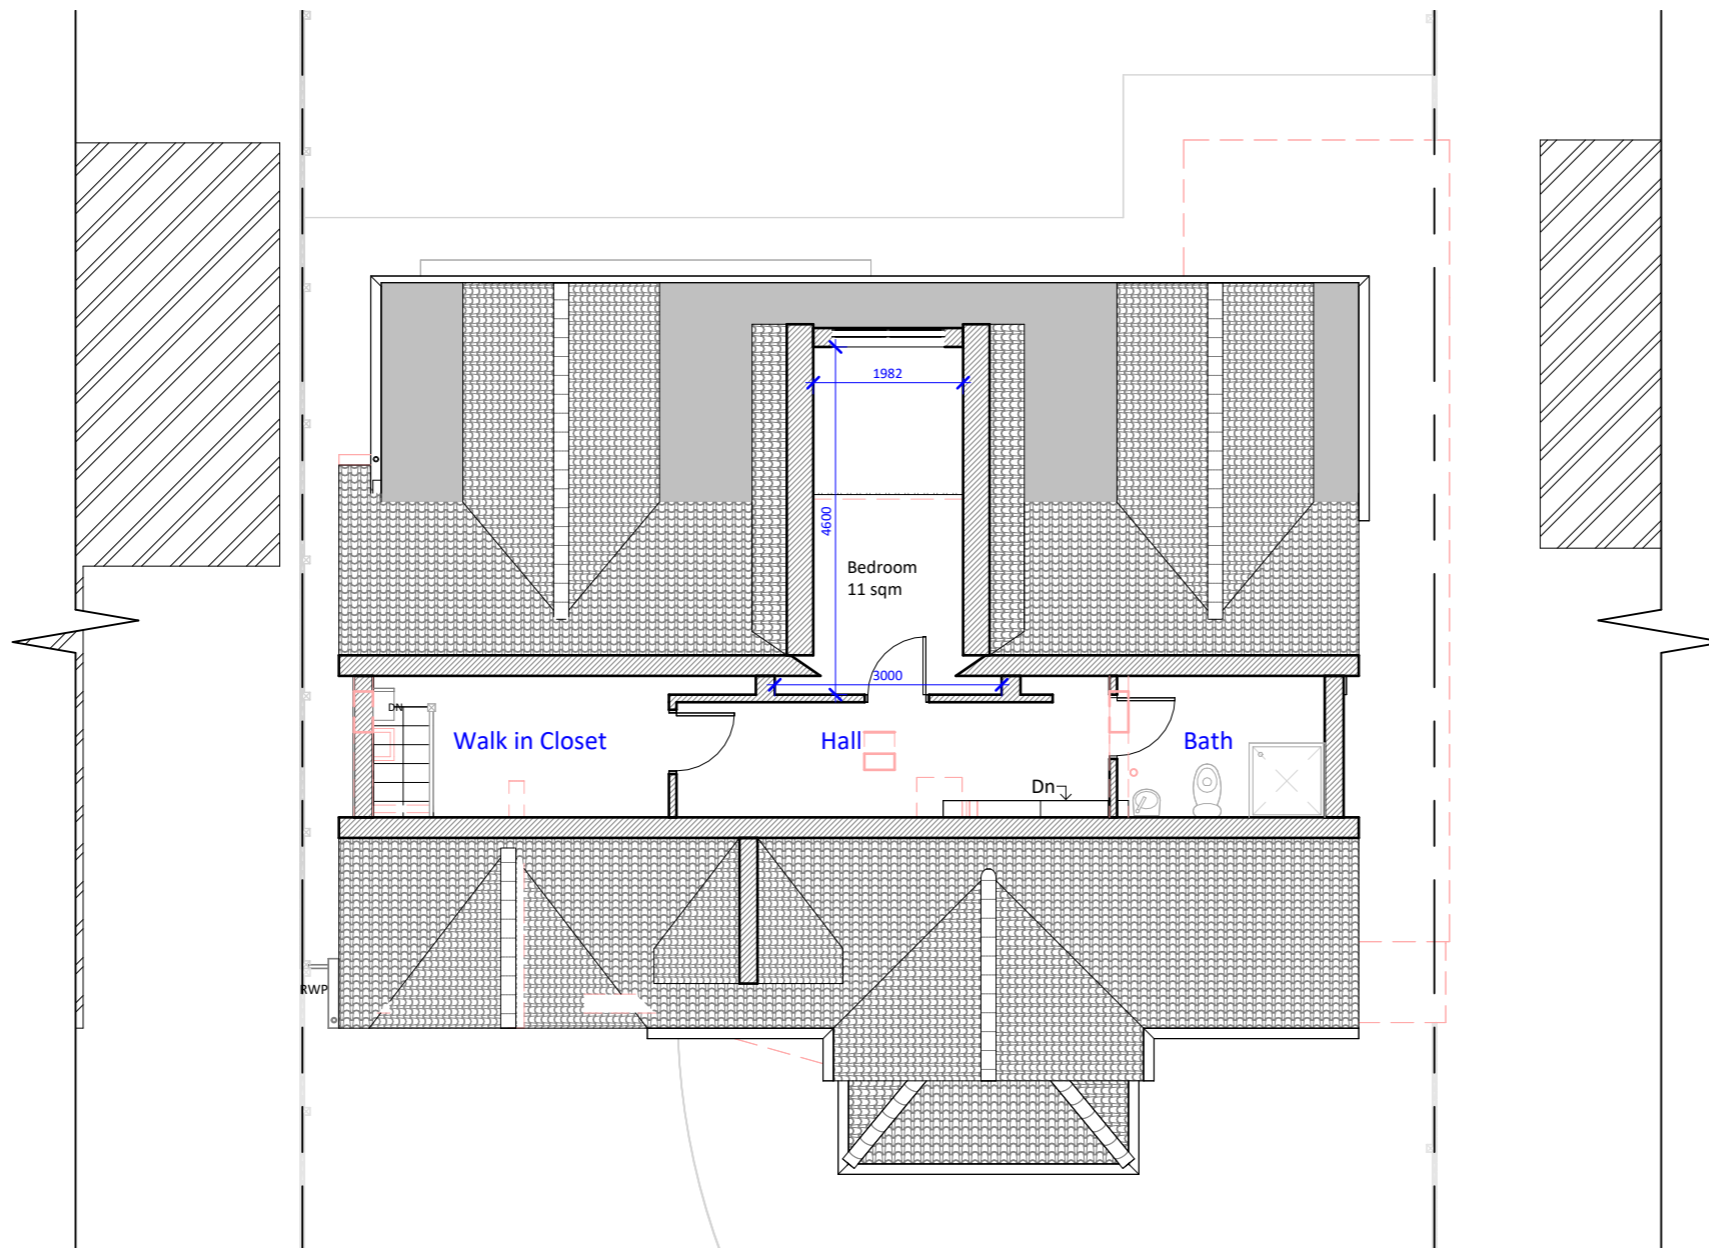 1982
4600
Bedroom
11 sqm
3000
DN
Walk in Closet
Hall
Bath
Dn
RWP